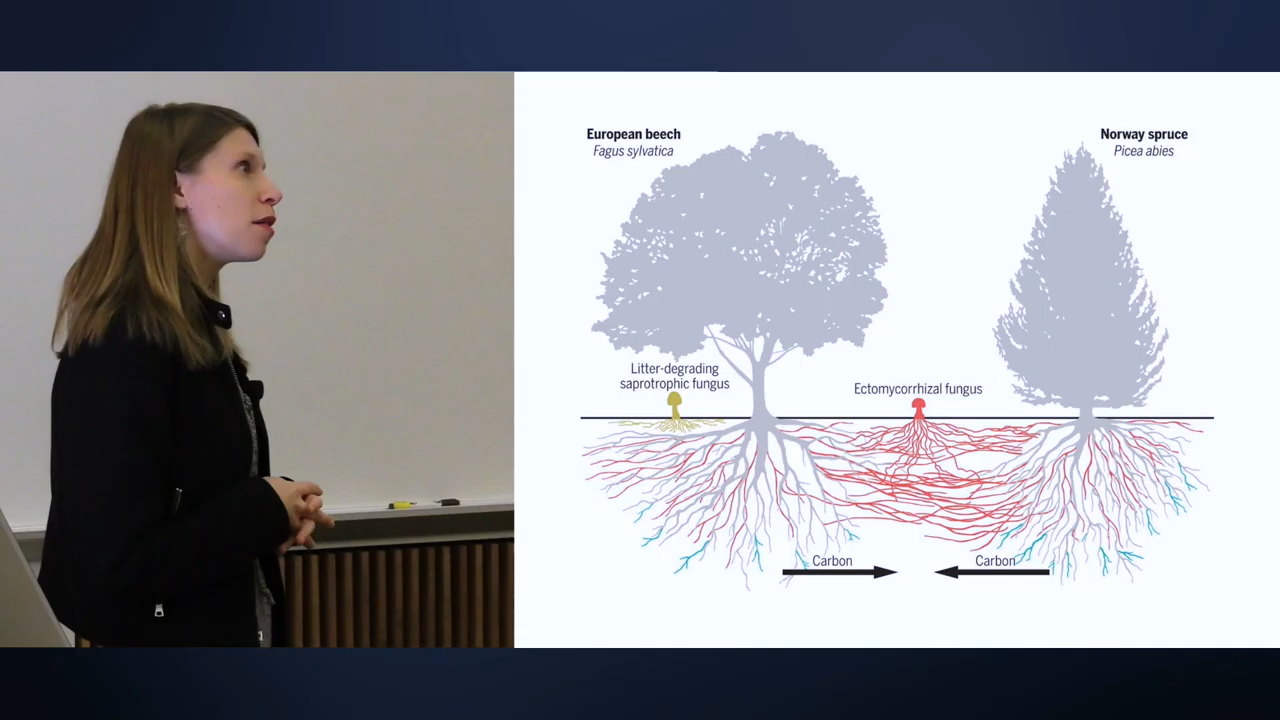 European beech
Fagus sylvatica
Norway spruce
Picea abies
Litter-degrading
saprotrophic fungus
Ectomycorrhizal fungus
Carbon
Carbon